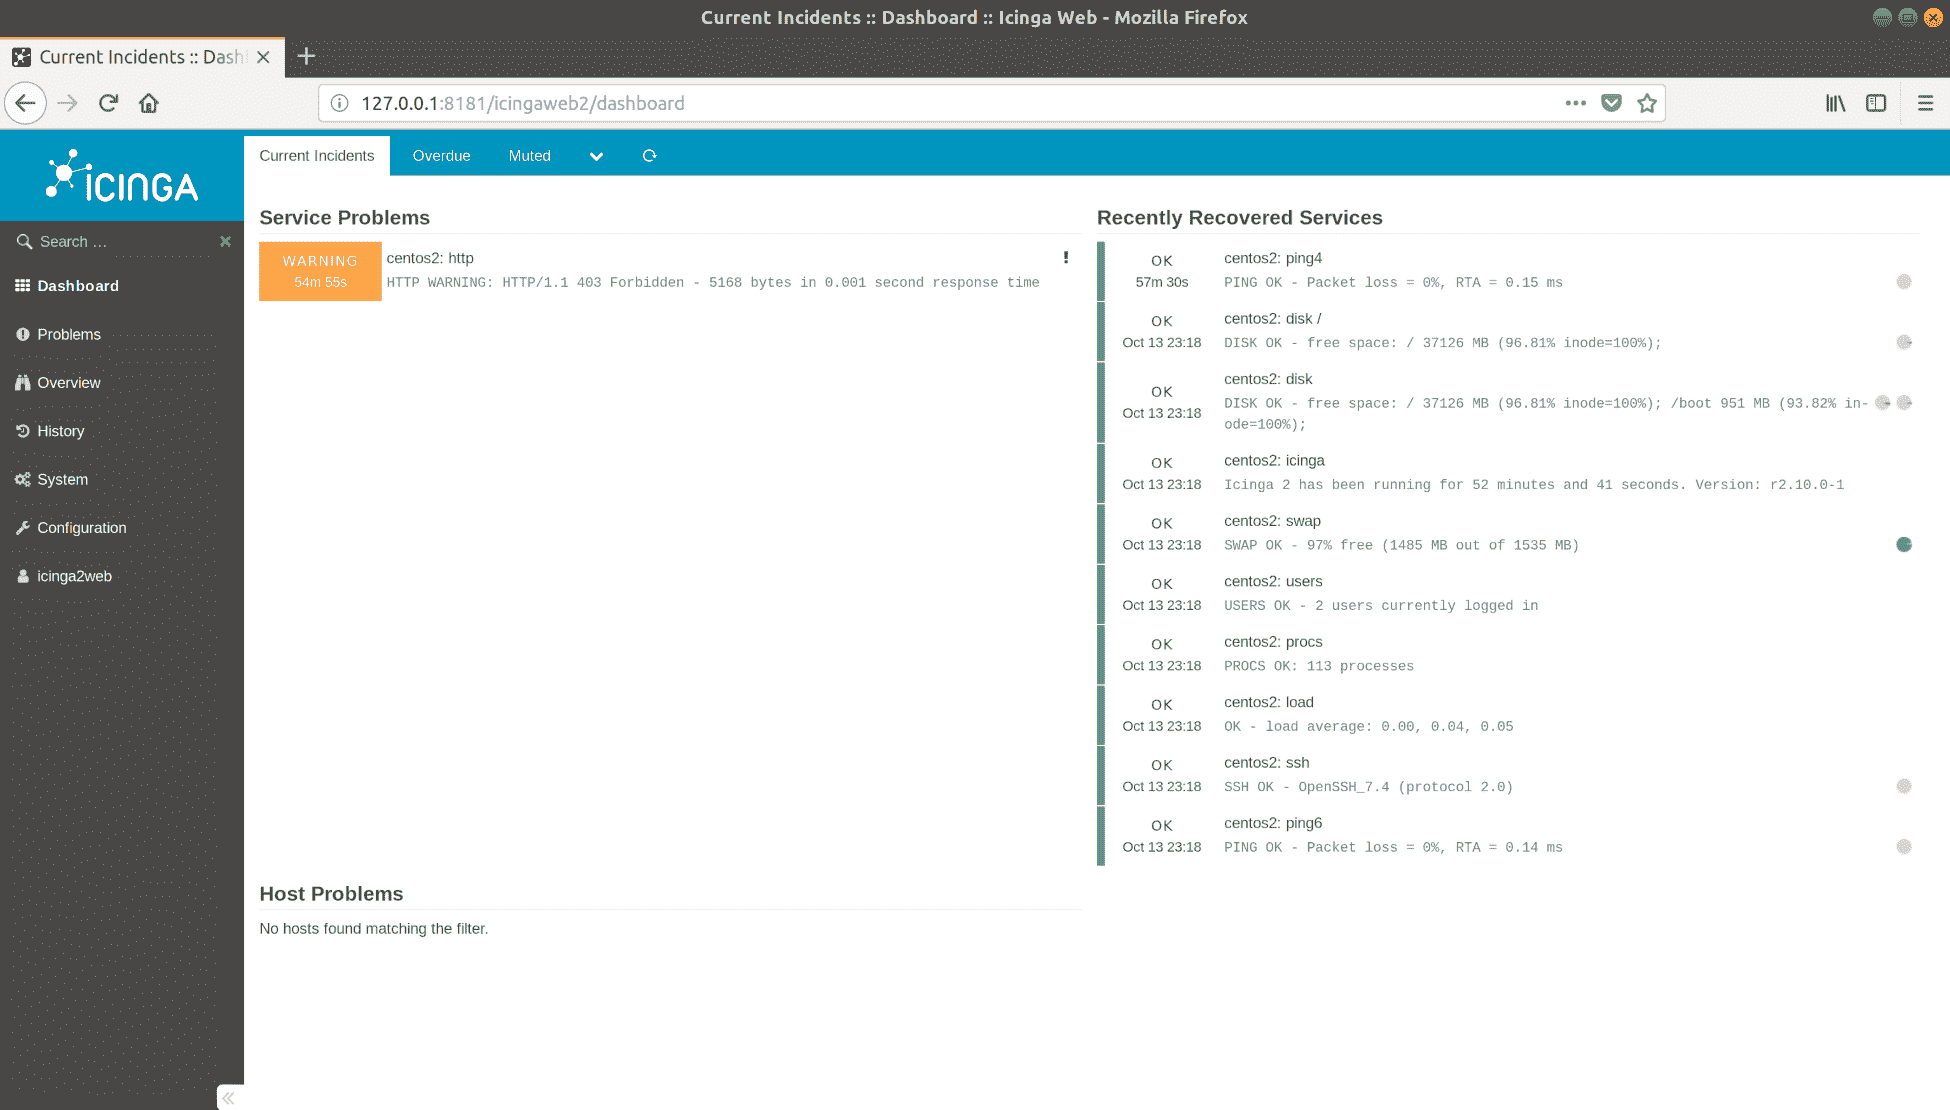 Current Incidents :: Dashboard :: Icinga Web - Mozilla Firefox
Current Incidents :: Dash
127.0.0.1:8181/icingaweb2/dashboard
ICINGA
Current Incidents
Overdue
Muted
Search …
Dashboard
Problems
Overview
History
System
Configuration
icinga2web
Service Problems
WARNING
54m 55s
centos2: http
HTTP WARNING: HTTP/1.1 403 Forbidden - 5168 bytes in 0.001 second response time
Host Problems
No hosts found matching the filter.
Recently Recovered Services
OK
57m 30s
centos2: ping4
PING OK - Packet loss = 0%, RTA = 0.15 ms
OK
Oct 13 23:18
centos2: disk /
DISK OK - free space: / 37126 MB (96.81% inode=100%);
OK
Oct 13 23:18
centos2: disk
DISK OK - free space: / 37126 MB (96.81% inode=100%); /boot 951 MB (93.82% in-
ode=100%);
OK
Oct 13 23:18
centos2: icinga
Icinga 2 has been running for 52 minutes and 41 seconds. Version: r2.10.0-1
OK
Oct 13 23:18
centos2: swap
SWAP OK - 97% free (1485 MB out of 1535 MB)
OK
Oct 13 23:18
centos2: users
USERS OK - 2 users currently logged in
OK
Oct 13 23:18
centos2: procs
PROCS OK: 113 processes
OK
Oct 13 23:18
centos2: load
OK - load average: 0.00, 0.04, 0.05
OK
Oct 13 23:18
centos2: ssh
SSH OK - OpenSSH_7.4 (protocol 2.0)
OK
Oct 13 23:18
centos2: ping6
PING OK - Packet loss = 0%, RTA = 0.14 ms